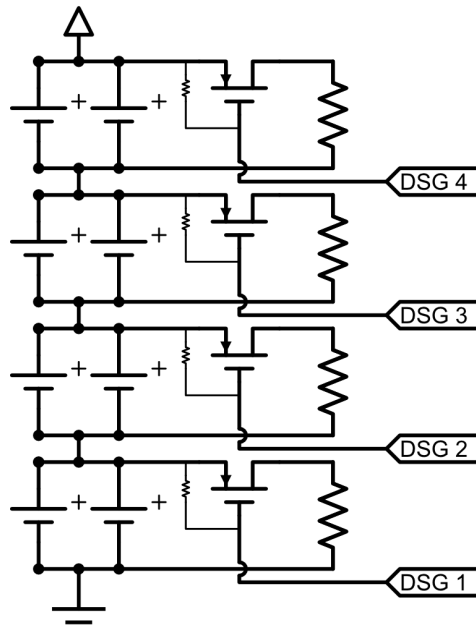 + +
DSG 4
+ +
DSG 3
+ +
DSG 2
+ +
DSG 1